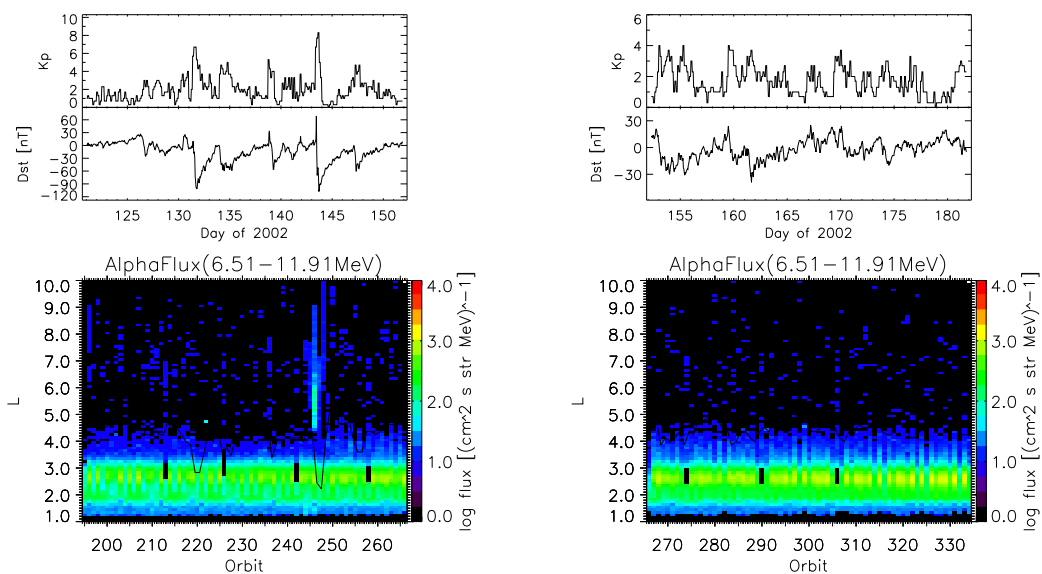 10
8
6
4
2
0
Kp
60
30
0
−30
−60
−90
−120
Dst [nT]
125 130 135 140 145 150
Day of 2002
AlphaFlux(6.51−11.91MeV)
10.0
9.0
8.0
7.0
6.0
5.0
4.0
3.0
2.0
1.0
L
200 210 220 230 240 250 260
Orbit
4.0
3.0
2.0
1.0
0.0
log flux [(cm^2 s str MeV)^−1]
6
4
2
0
Kp
30
0
−30
Dst [nT]
155 160 165 170 175 180
Day of 2002
AlphaFlux(6.51−11.91MeV)
10.0
9.0
8.0
7.0
6.0
5.0
4.0
3.0
2.0
1.0
L
270 280 290 300 310 320 330
Orbit
4.0
3.0
2.0
1.0
0.0
log flux [(cm^2 s str MeV)^−1]